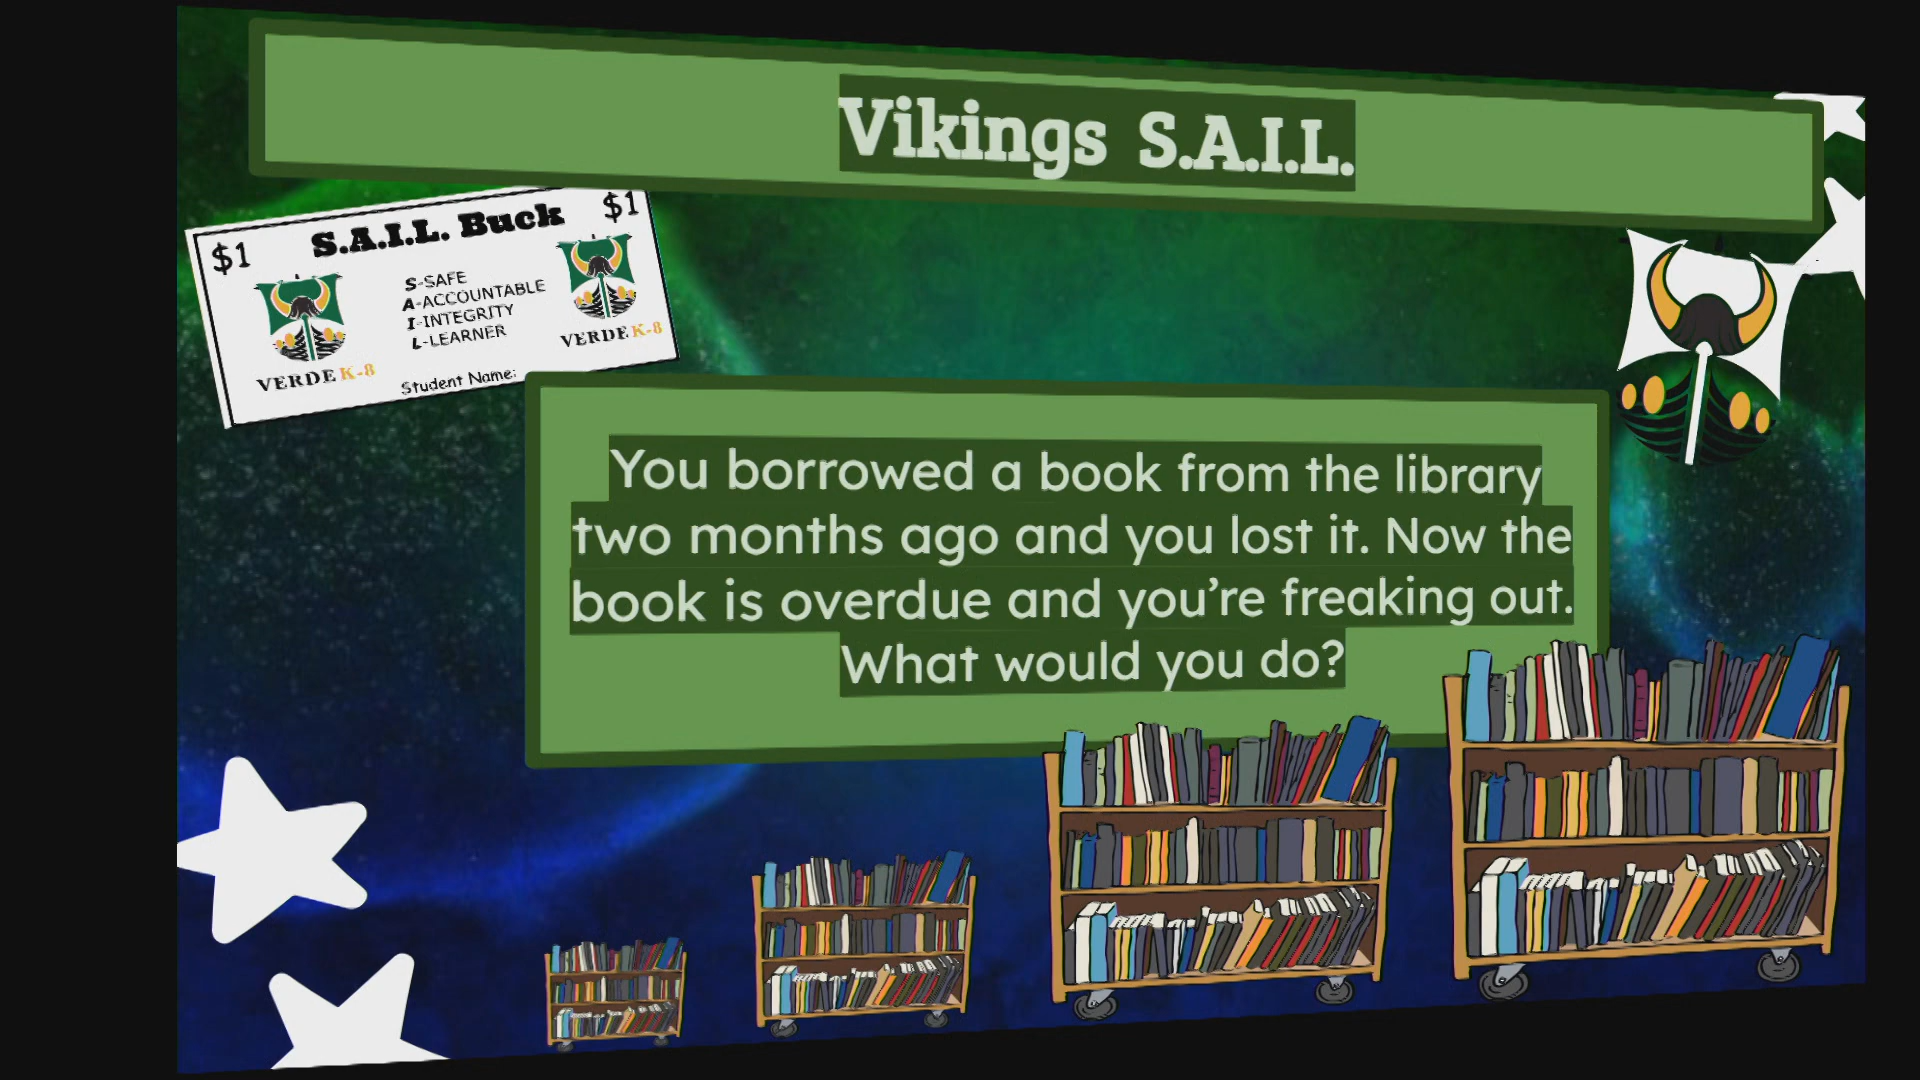 Vikings S.A.I.L.
$1
S.A.I.L. Buck
$1
S-SAFE
A-ACCOUNTABLE
I-INTEGRITY
L-LEARNER
VERDE K-8
VERDE K-8
Student Name:
You borrowed a book from the library
two months ago and you lost it. Now the
book is overdue and you’re freaking out.
What would you do?